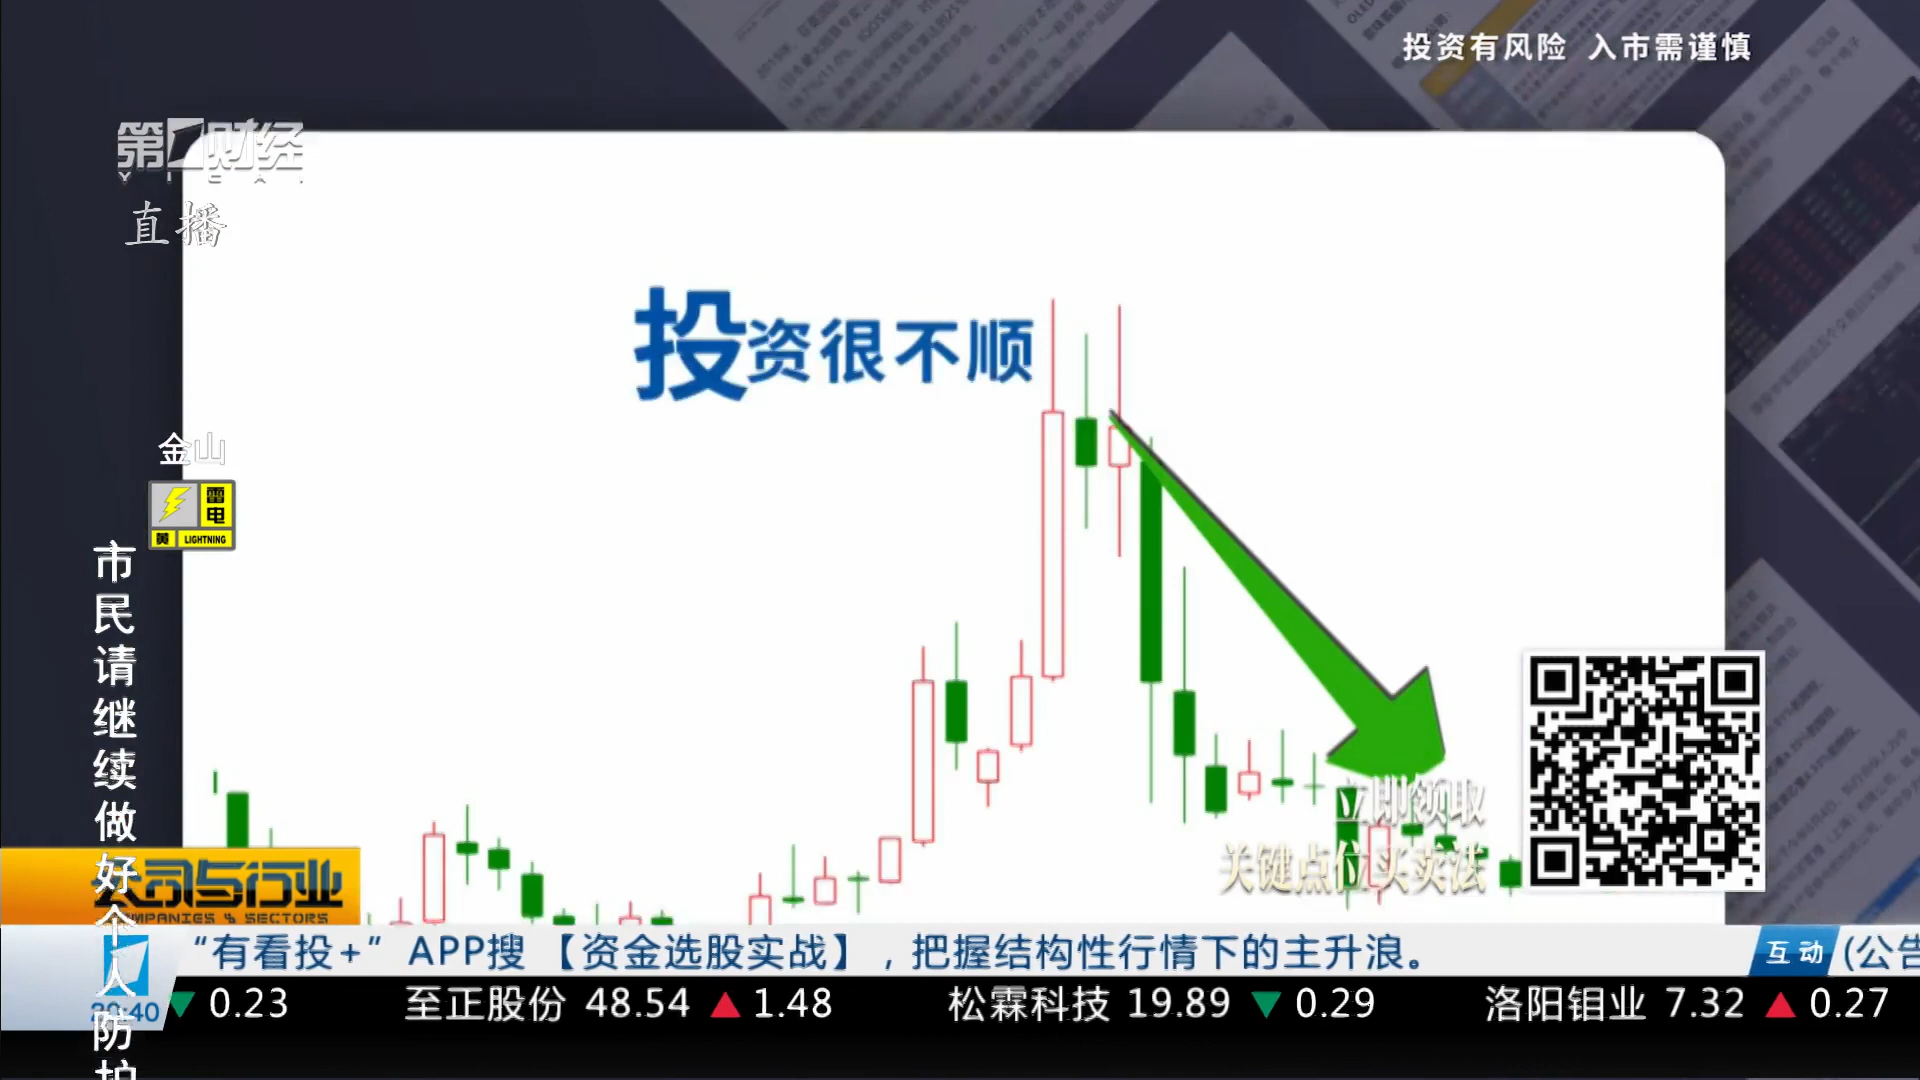 投资有风险 入市需谨慎
第一财经
YICAI
直播
投资很不顺
金山
雷电
黄 LIGHTNING
市民请继续做好个人防护
立即领取
关键点位买卖法
公司与行业
COMPANIES & SECTORS
“有看投+”APP搜【资金选股实战】，把握结构性行情下的主升浪。
互动
(公告
20:40
▼ 0.23 至正股份 48.54 ▲ 1.48 松霖科技 19.89 ▼ 0.29 洛阳钼业 7.32 ▲ 0.27